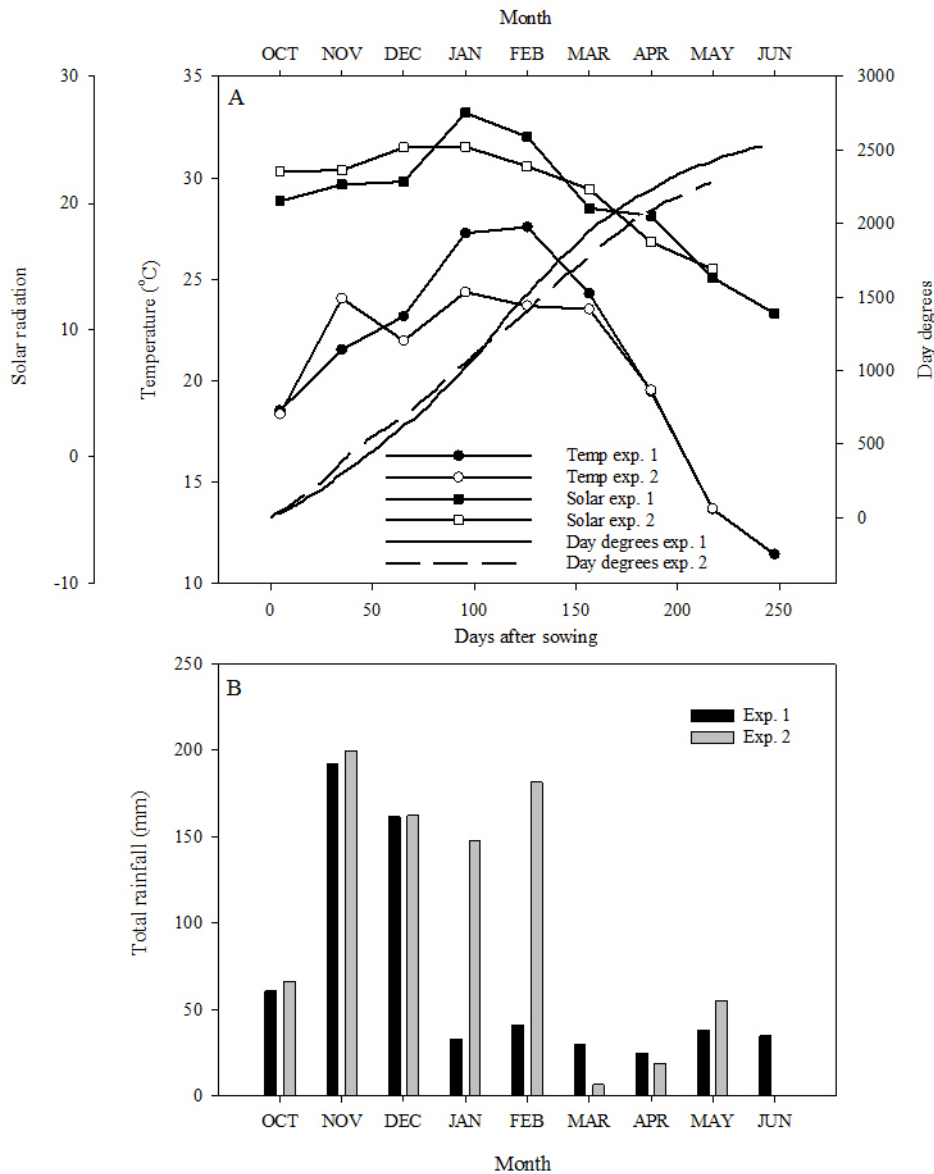 Month
OCT NOV DEC JAN FEB MAR APR MAY JUN
30
20
10
0
-10
Solar radiation
35
30
25
20
15
10
Temperature (⁰C)
A
3000
2500
2000
1500
1000
500
0
Day degrees
Temp exp. 1
Temp exp. 2
Solar exp. 1
Solar exp. 2
Day degrees exp. 1
Day degrees exp. 2
0 50 100 150 200 250
Days after sowing
250
200
150
100
50
0
Total rainfall (mm)
B
Exp. 1
Exp. 2
OCT NOV DEC JAN FEB MAR APR MAY JUN
Month